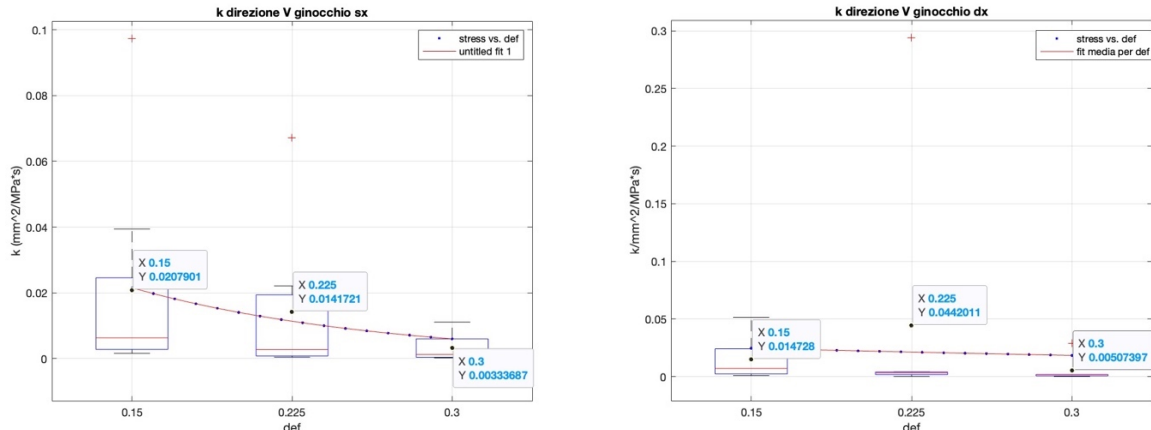 k direzione V ginocchio sx
0.1
0.08
0.06
0.04
0.02
0
k (mm^2/MPa*s)
stress vs. def
untitled fit 1
X 0.15
Y 0.0207901
X 0.225
Y 0.0141721
X 0.3
Y 0.00333687
0.15
0.225
0.3
def
k direzione V ginocchio dx
0.3
0.25
0.2
0.15
0.1
0.05
0
k/mm^2/MPa*s)
stress vs. def
fit media per def
X 0.15
Y 0.014728
X 0.225
Y 0.0442011
X 0.3
Y 0.00507397
0.15
0.225
0.3
def